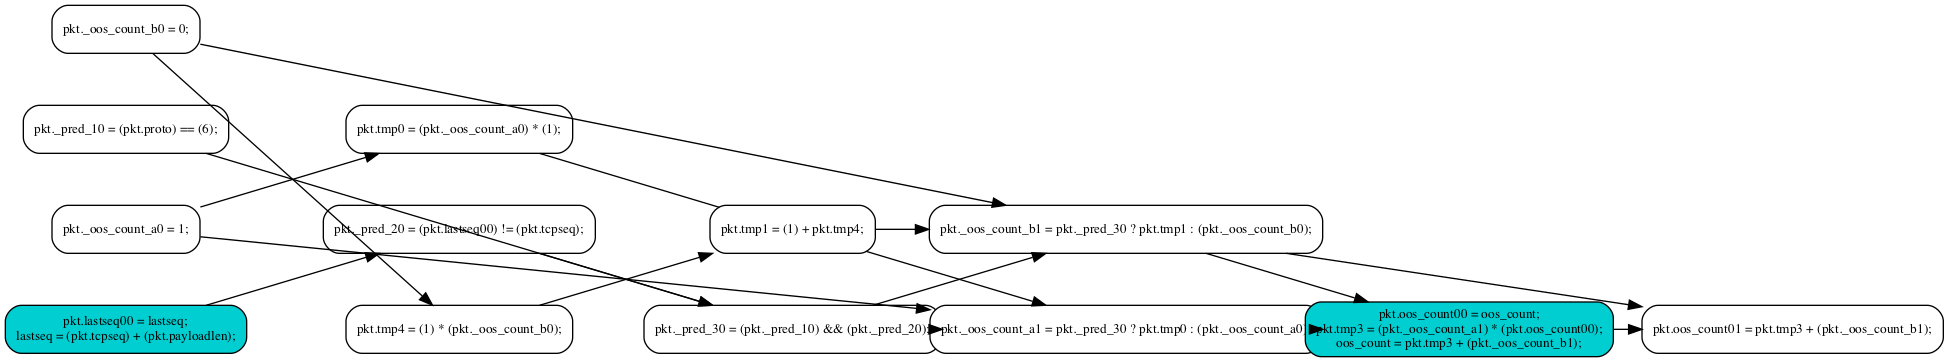 pkt._oos_count_b0 = 0;
pkt._pred_10 = (pkt.proto) == (6);
pkt.tmp0 = (pkt._oos_count_a0) * (1);
pkt._oos_count_a0 = 1;
pkt._pred_20 = (pkt.lastseq00) != (pkt.tcpseq);
pkt.tmp1 = (1) + pkt.tmp4;
pkt._oos_count_b1 = pkt._pred_30 ? pkt.tmp1 : (pkt._oos_count_b0);
pkt.lastseq00 = lastseq;
lastseq = (pkt.tcpseq) + (pkt.payloadlen);
pkt.tmp4 = (1) * (pkt._oos_count_b0);
pkt._pred_30 = (pkt._pred_10) && (pkt._pred_20);
pkt._oos_count_a1 = pkt._pred_30 ? pkt.tmp0 : (pkt._oos_count_a0)
pkt.oos_count00 = oos_count;
pkt.tmp3 = (pkt._oos_count_a1) * (pkt.oos_count00);
oos_count = pkt.tmp3 + (pkt._oos_count_b1);
pkt.oos_count01 = pkt.tmp3 + (pkt._oos_count_b1);